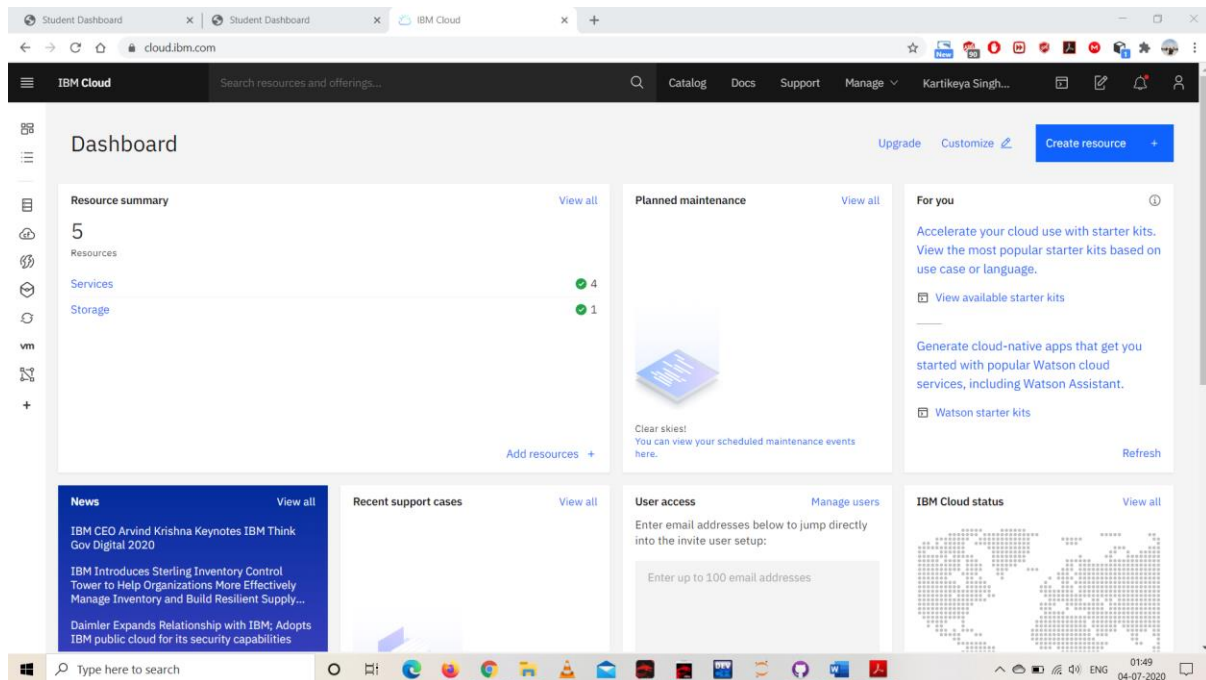 Student Dashboard
Student Dashboard
IBM Cloud
cloud.ibm.com
New
90
IBM Cloud
Search resources and offerings...
Catalog
Docs
Support
Manage
Kartikeya Singh...
Dashboard
Upgrade
Customize
Create resource +
Resource summary
View all
5
Resources
Services
4
Storage
1
Add resources +
Planned maintenance
View all
Clear skies!
You can view your scheduled maintenance events
here.
For you
Accelerate your cloud use with starter kits.
View the most popular starter kits based on
use case or language.
View available starter kits
Generate cloud-native apps that get you
started with popular Watson cloud
services, including Watson Assistant.
Watson starter kits
Refresh
vm
News
View all
IBM CEO Arvind Krishna Keynotes IBM Think
Gov Digital 2020
IBM Introduces Sterling Inventory Control
Tower to Help Organizations More Effectively
Manage Inventory and Build Resilient Supply...
Daimler Expands Relationship with IBM; Adopts
IBM public cloud for its security capabilities
Recent support cases
View all
User access
Manage users
Enter email addresses below to jump directly
into the invite user setup:
Enter up to 100 email addresses
IBM Cloud status
View all
Type here to search
ENG
01:49
04-07-2020